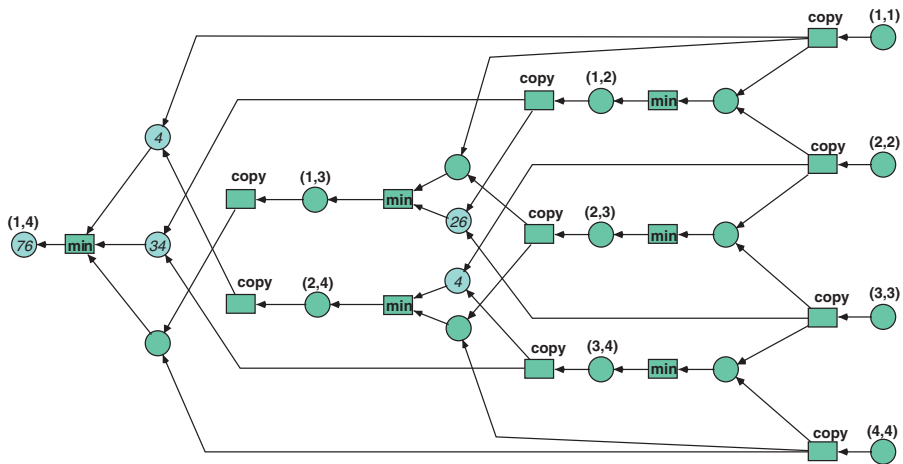 copy (1,1)
copy (1,2) min
4
copy (2,2)
copy (1,3) min
26
copy (2,3) min
(1,4)
76 min 34
copy (2,4) min
4
copy (3,3)
copy (3,4) min
copy (4,4)